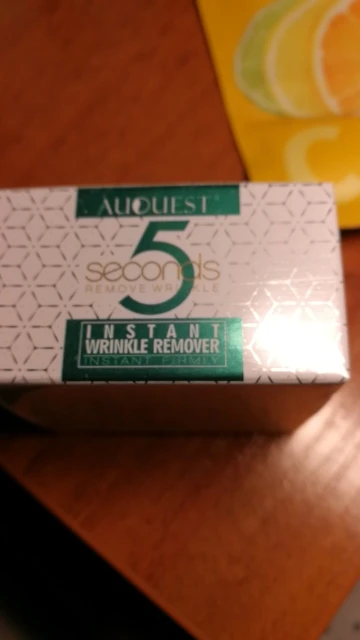 AUQUEST
5
seconds
REMOVE WRINKLE
INSTANT
WRINKLE REMOVER
INSTANT FIRMLY
C